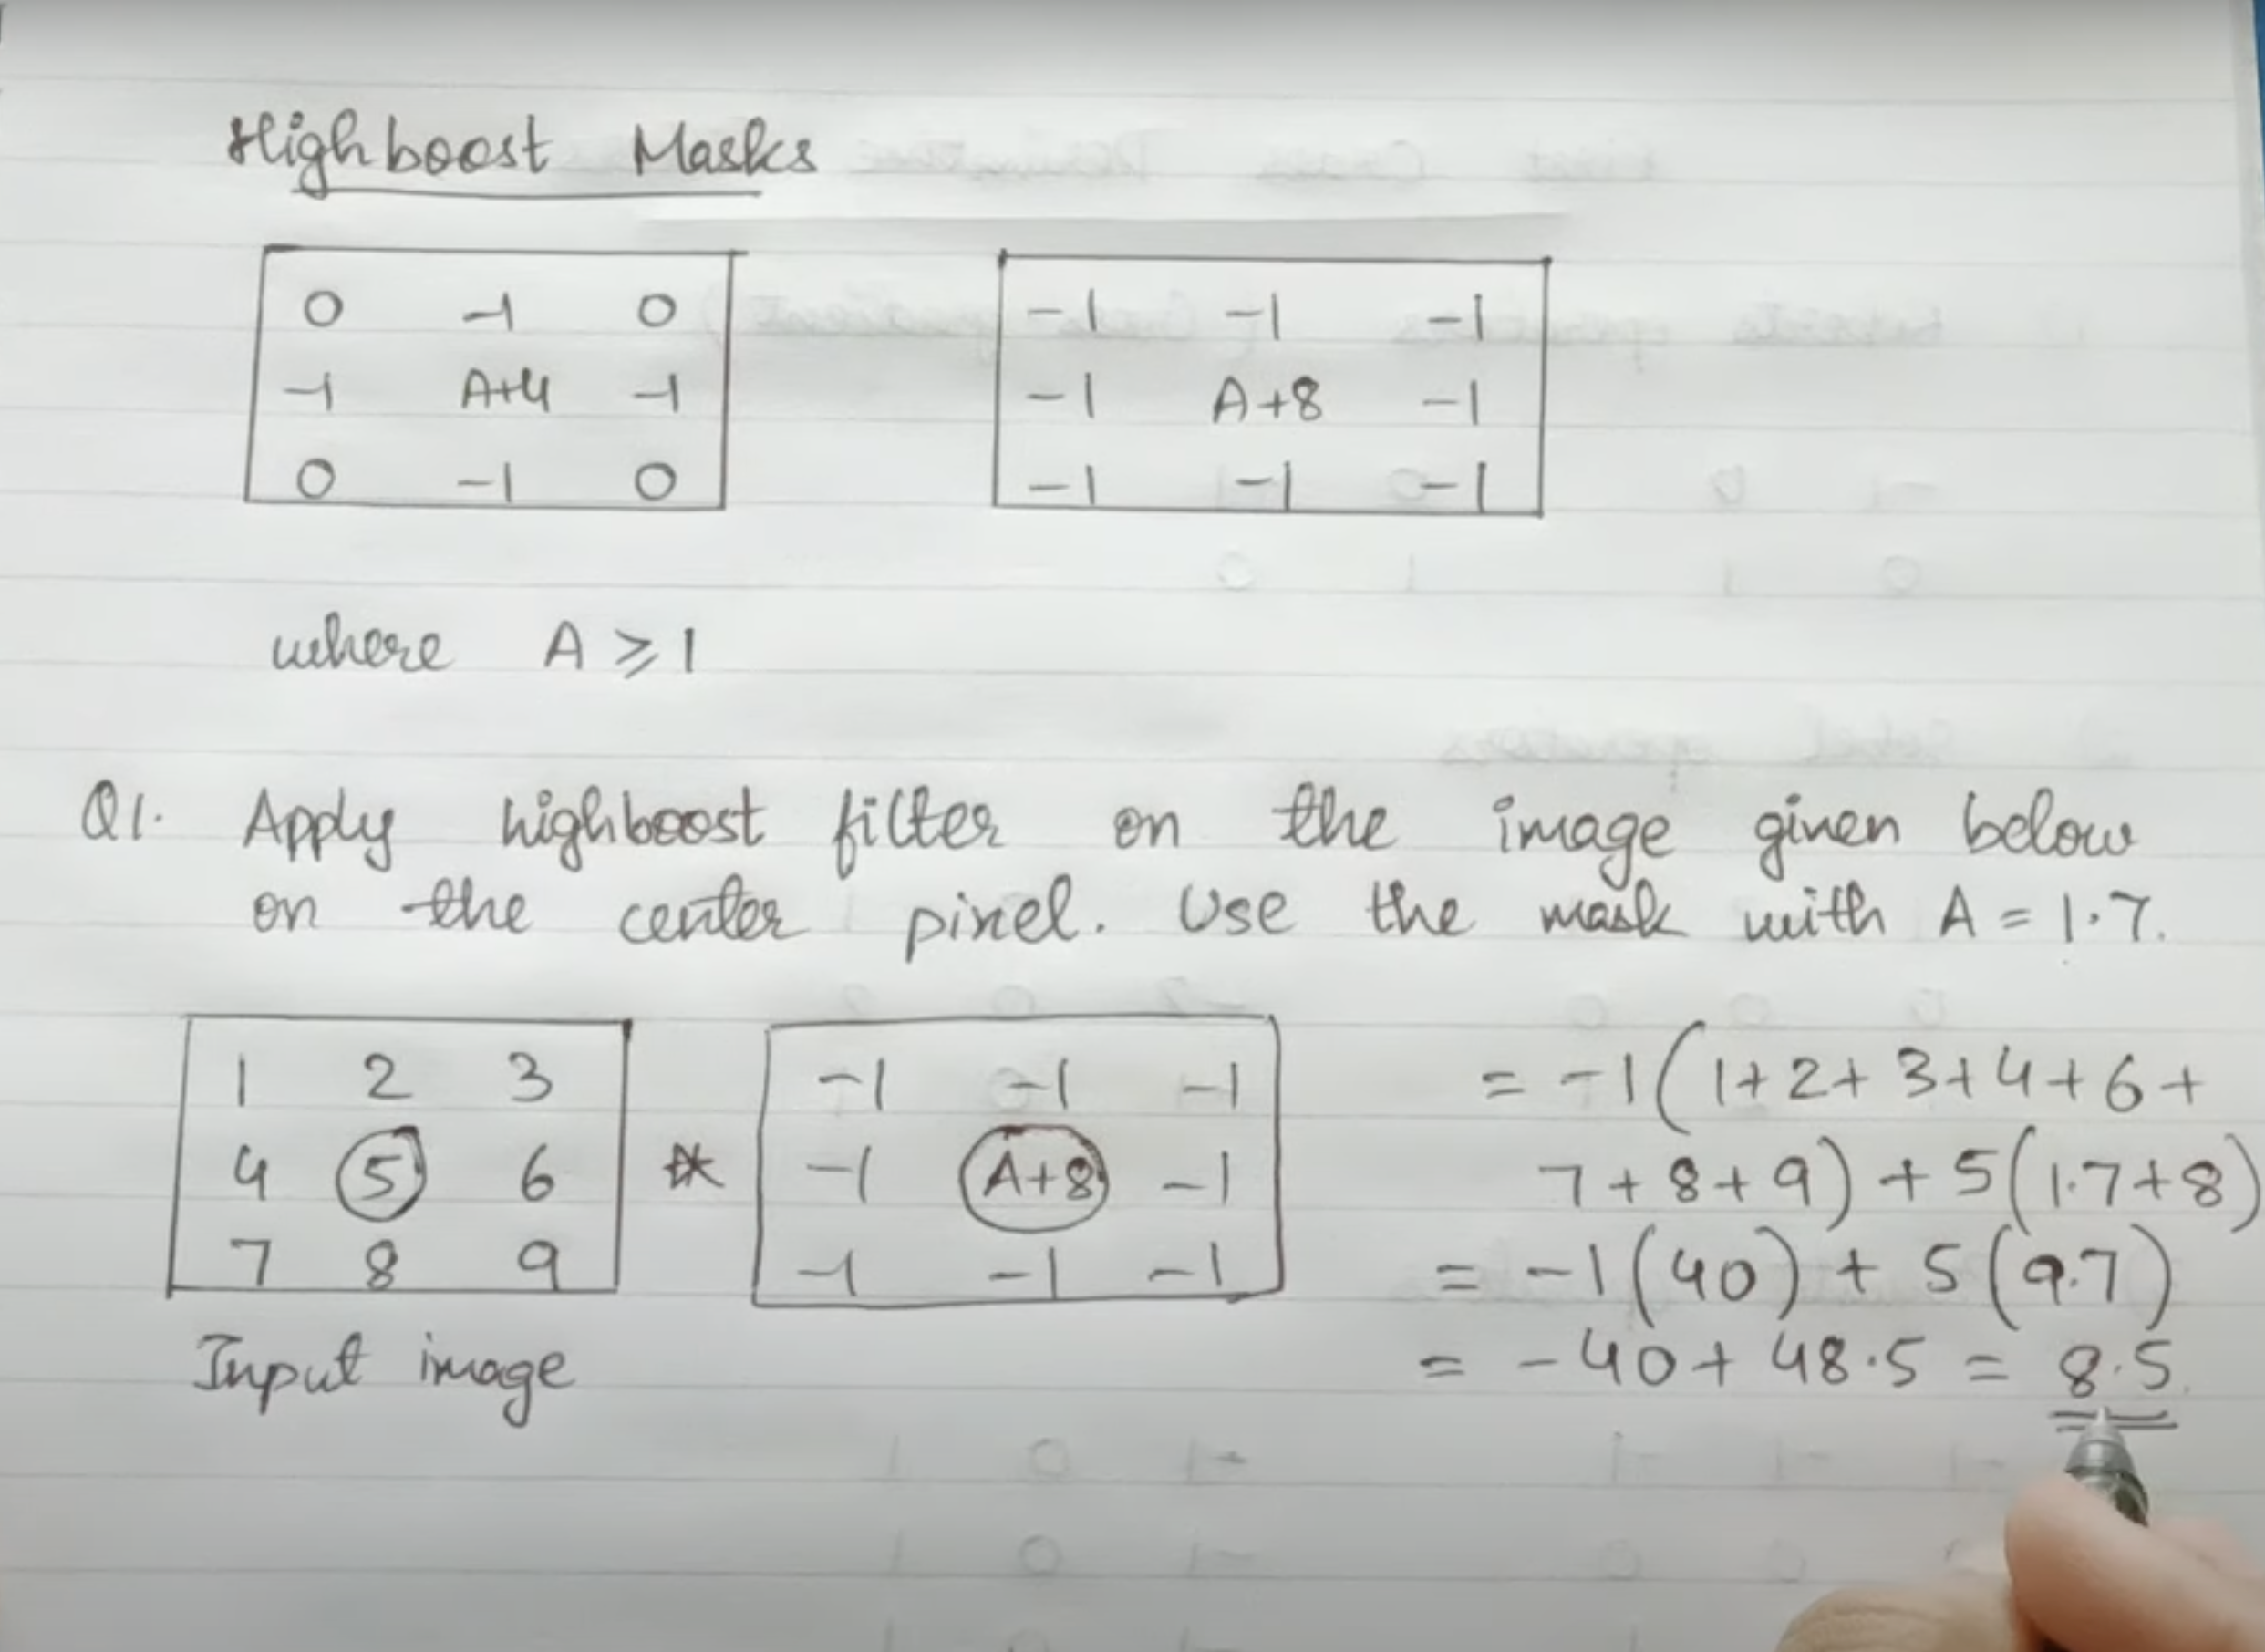 Highboost Masks
0 -1 0
-1 A+4 -1
0 -1 0
-1 -1 -1
-1 A+8 -1
-1 -1 -1
where A ⩾ 1
Q1. Apply highboost filter on the image given below
on the center pixel. Use the mask with A = 1.7.
1 2 3
4 5 6
7 8 9
Input image
*
-1 -1 -1
-1 A+8 -1
-1 -1 -1
= -1(1+2+3+4+6+
7+8+9)+5(1.7+8)
= -1(40) + 5(9.7)
= -40+48.5 = 8.5.